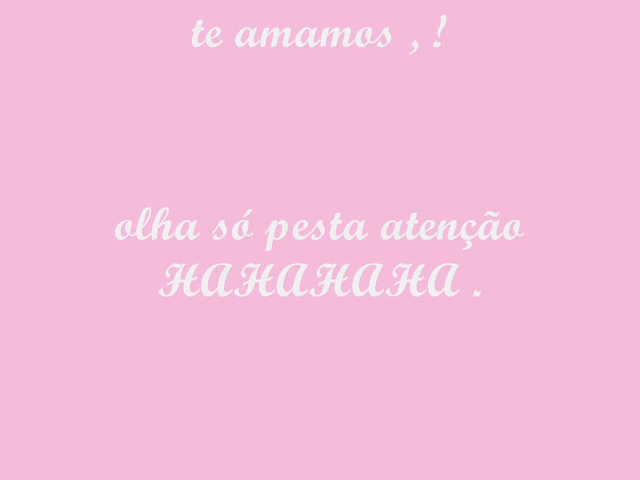 te amamos , !
olha só pesta atenção
HAHAHAHA .